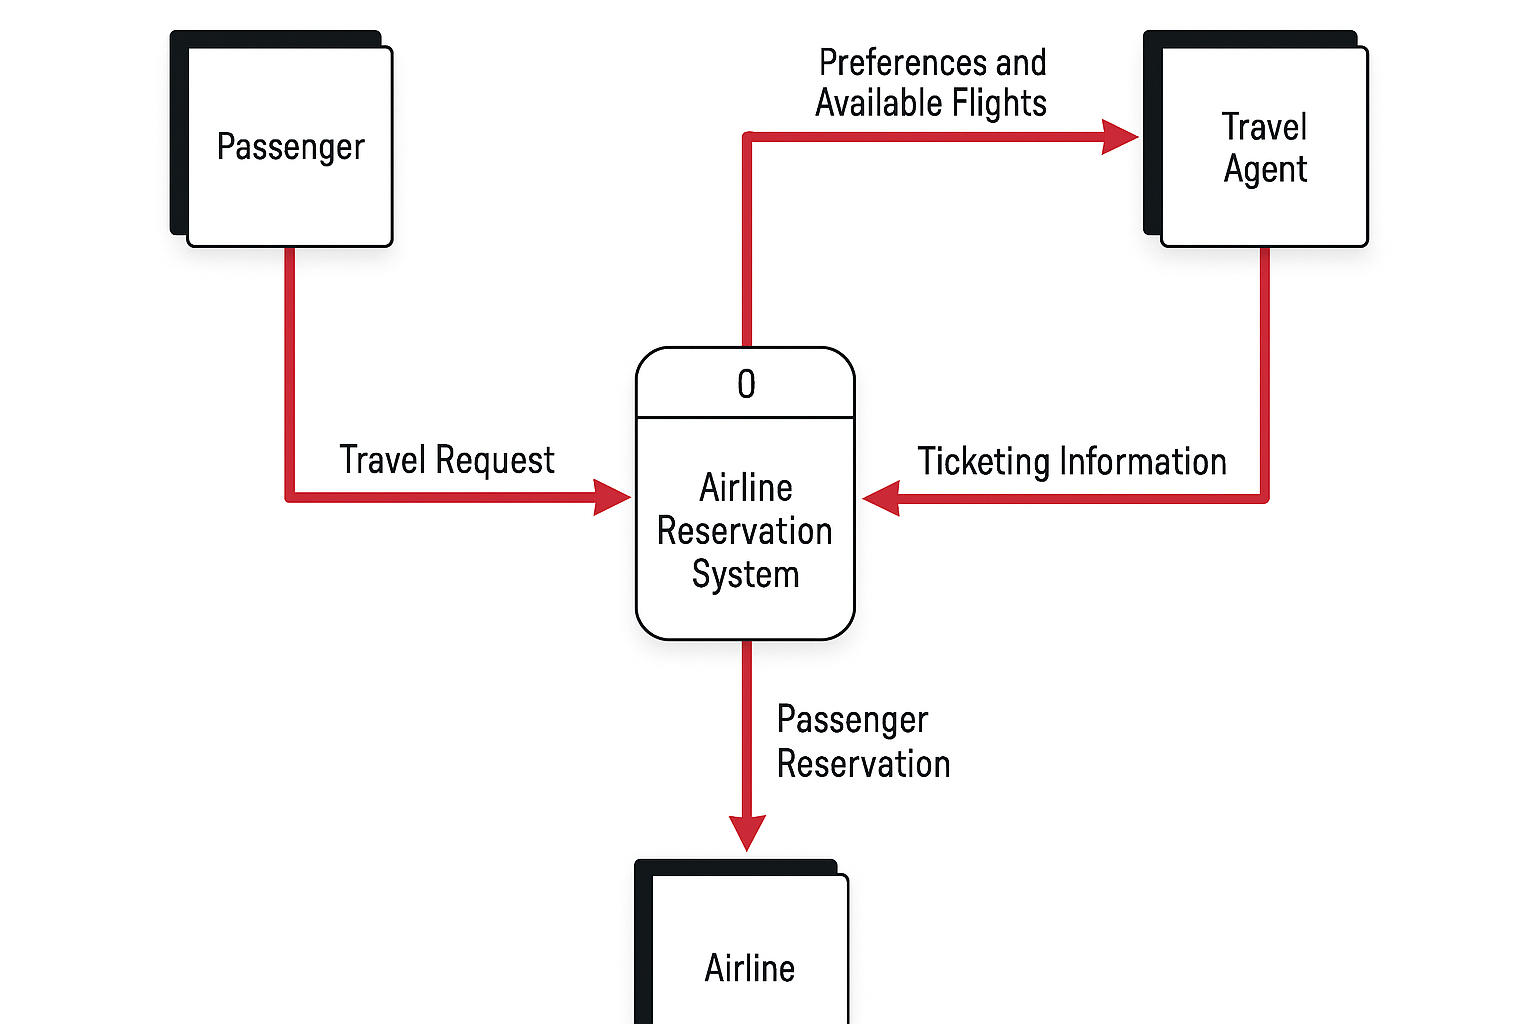 Passenger
Preferences and
Available Flights
Travel
Agent
0
Travel Request
Airline
Reservation
System
Ticketing Information
Passenger
Reservation
Airline